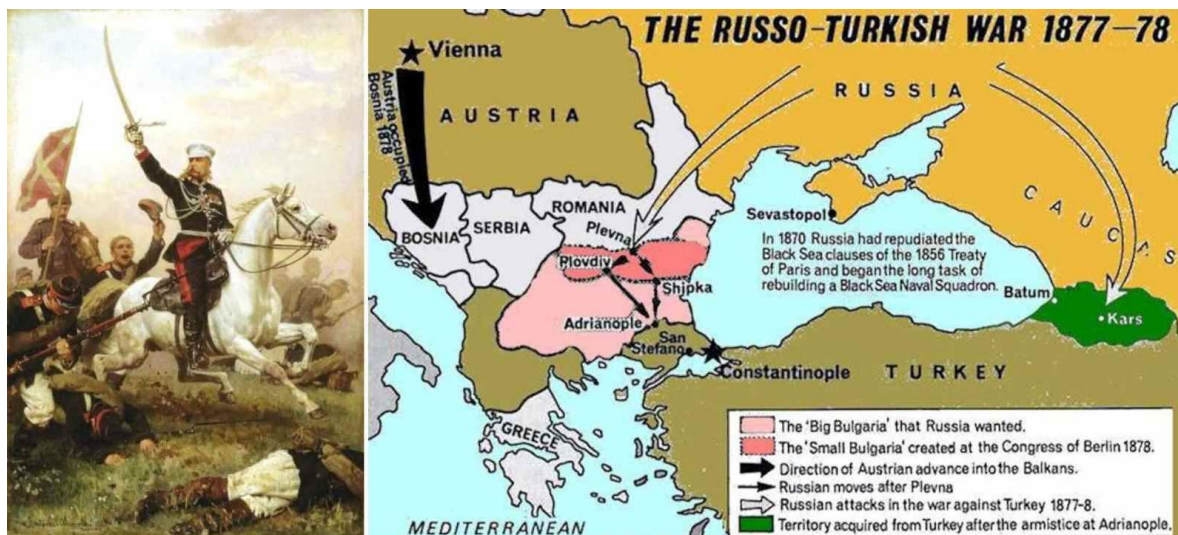 THE RUSSO-TURKISH WAR 1877-78
Vienna
Austria occupied
Bosnia 1878
AUSTRIA
RUSSIA
CAUCAS
ROMANIA
BOSNIA
SERBIA
Plevna
Plovdiv
Shipka
Adrianople
San
Stefano
Constantinople
TURKEY
GREECE
MEDITERRANEAN
Sevastopol
In 1870 Russia had repudiated the
Black Sea clauses of the 1856 Treaty
of Paris and began the long task of
rebuilding a Black Sea Naval Squadron.
Batum
Kars
The 'Big Bulgaria' that Russia wanted.
The 'Small Bulgaria' created at the Congress of Berlin 1878.
Direction of Austrian advance into the Balkans.
Russian moves after Plevna
Russian attacks in the war against Turkey 1877-8.
Territory acquired from Turkey after the armistice at Adrianople.